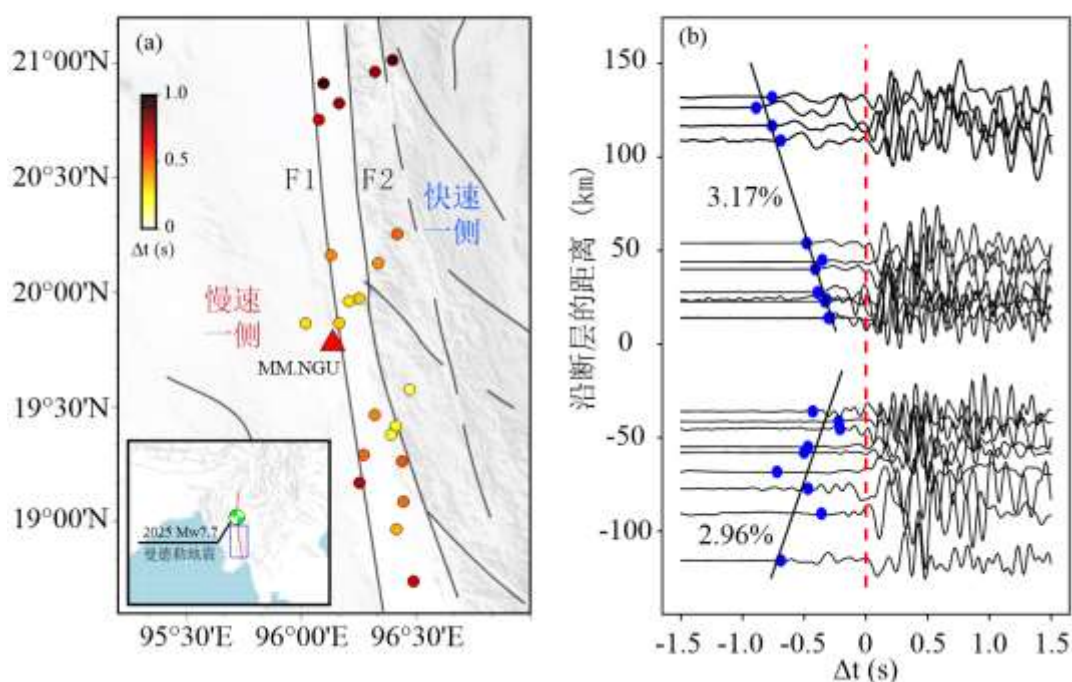 (a)
21°00'N
20°30'N
20°00'N
19°30'N
19°00'N
1.0
0.5
0
Δt (s)
F1
F2
快速
一侧
慢速
一侧
MM.NGU
2025 Mw7.7
曼德勒地震
95°30'E
96°00'E
96°30'E
(b)
沿断层的距离 (km)
150
100
50
0
-50
-100
3.17%
2.96%
-1.5
-1.0
-0.5
0
0.5
1.0
1.5
Δt (s)